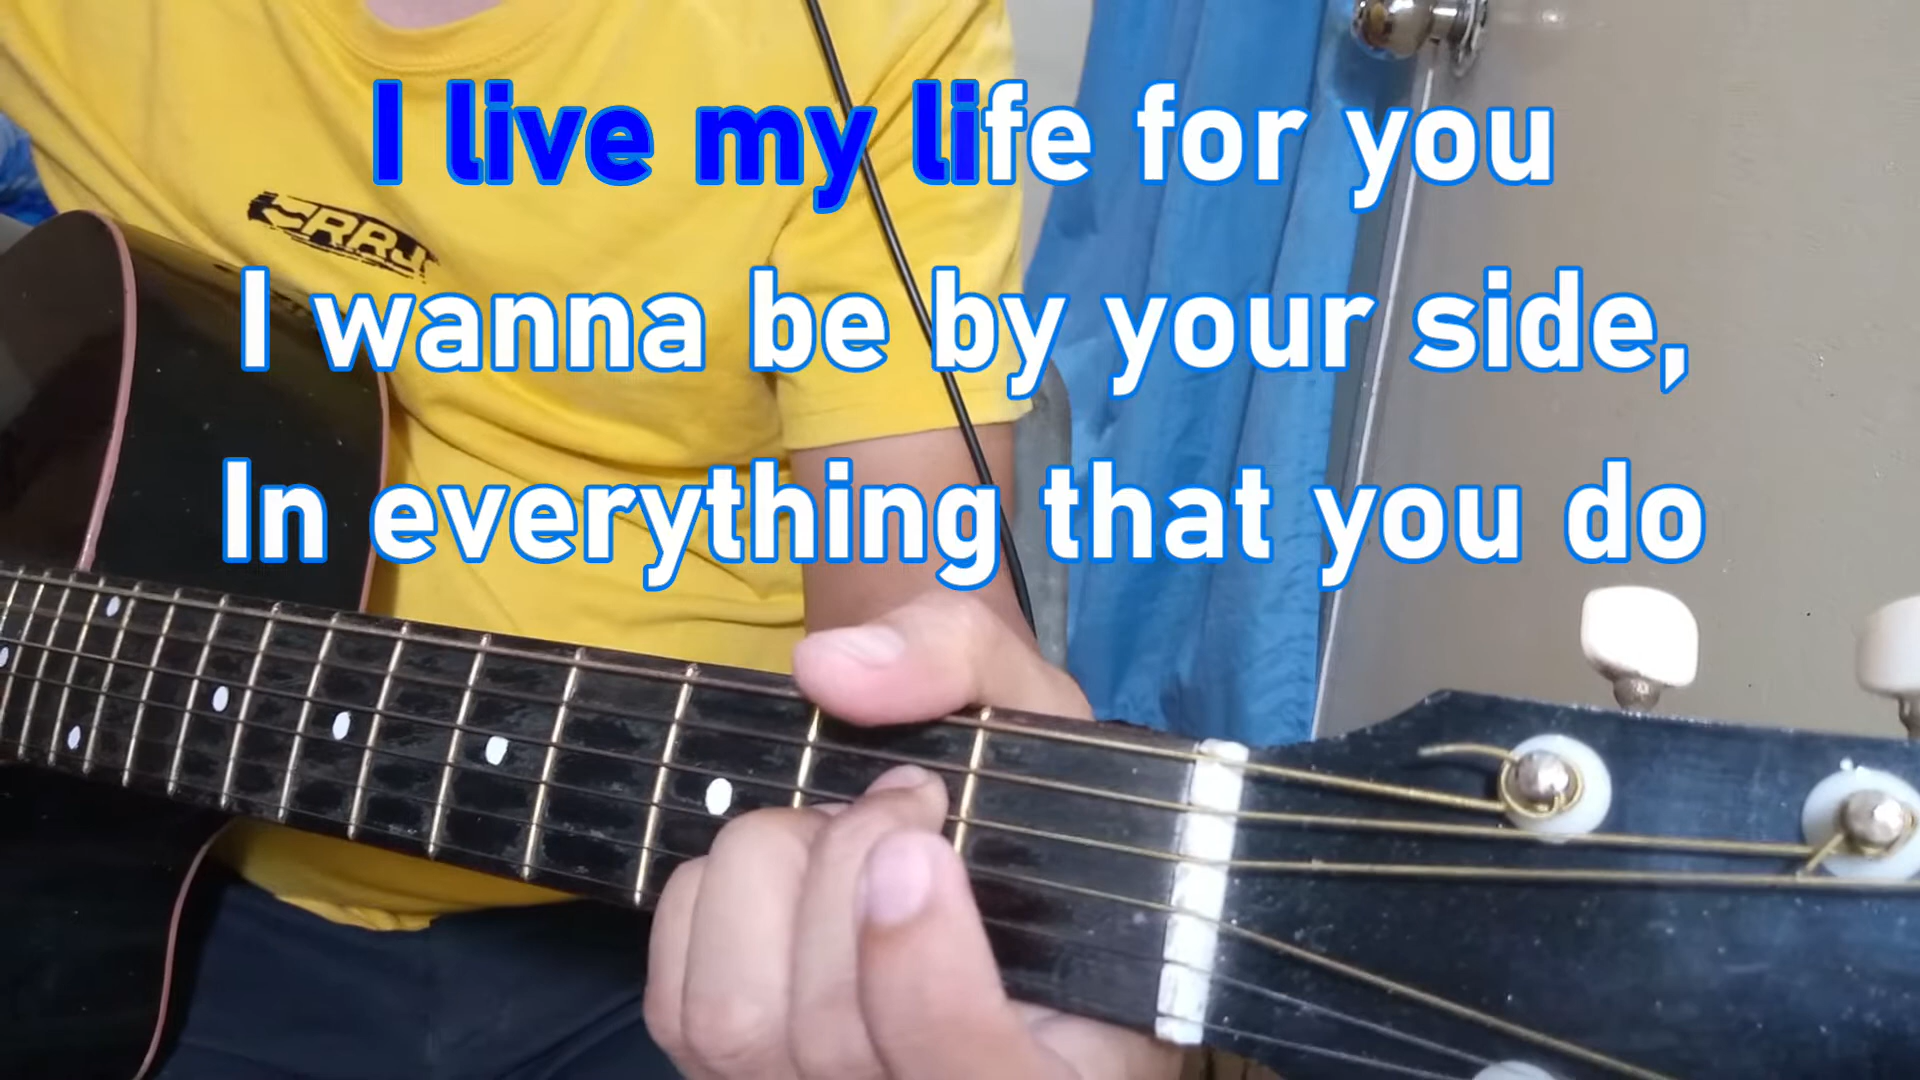 I live my life for you
I wanna be by your side,
In everything that you do